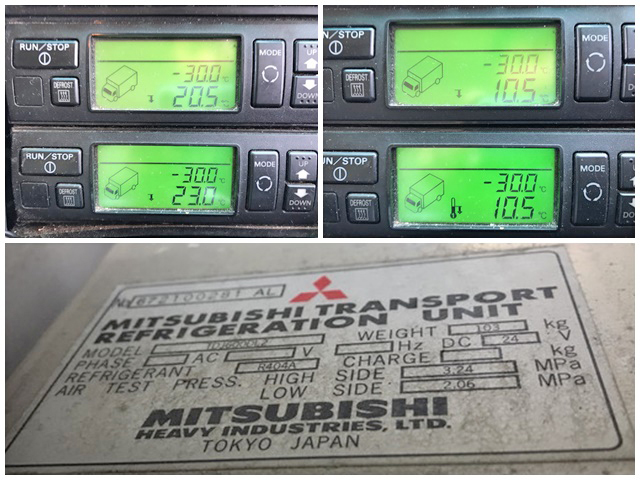 RUN/STOP
MODE
UP
DEFROST
-30.0 °C
20.5 °C
DOWN
RUN/STOP
MODE
UP
DEFROST
-30.0 °C
23.0 °C
DOWN
RUN/STOP
MODE
DEFROST
-30.0 °C
10.5 °C
N/STOP
MODE
DEFROST
-30.0 °C
10.5 °C
DO
MITSUBISHI TRANSPORT
REFRIGERATION UNIT
MODEL WEIGHT 103 kg
PHASE AC V Hz DC 24 V
REFRIGERANT R404A CHARGE kg
AIR TEST PRESS. HIGH SIDE 3.24 MPa
LOW SIDE 2.06 MPa
MITSUBISHI
HEAVY INDUSTRIES, LTD.
TOKYO JAPAN